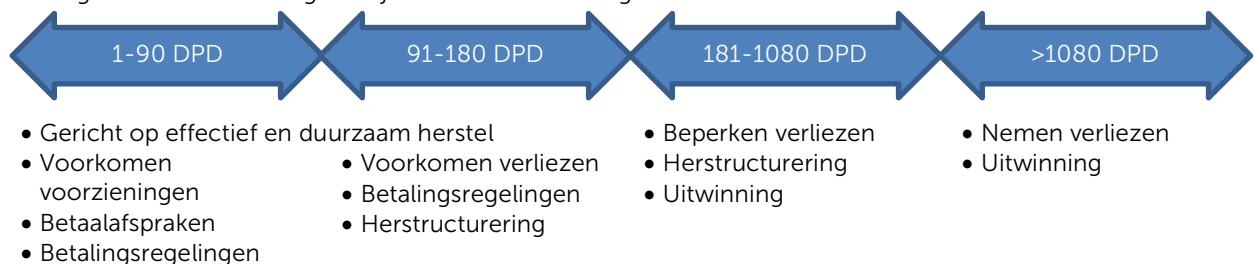 1-90 DPD
91-180 DPD
181-1080 DPD
>1080 DPD
• Gericht op effectief en duurzaam herstel
• Voorkomen
voorzieningen
• Betaalafspraken
• Betalingsregelingen
• Voorkomen verliezen
• Betalingsregelingen
• Herstructurering
• Beperken verliezen
• Herstructurering
• Uitwinning
• Nemen verliezen
• Uitwinning